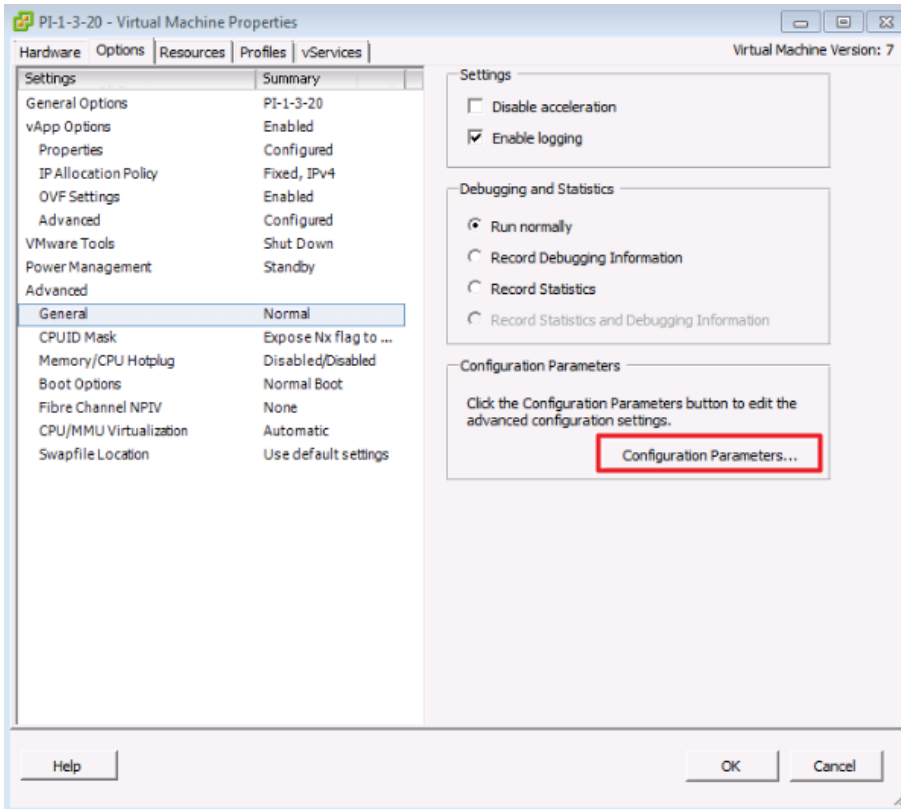 PI-1-3-20 - Virtual Machine Properties
Hardware Options Resources Profiles vServices Virtual Machine Version: 7
Settings Summary
General Options PI-1-3-20
vApp Options Enabled
Properties Configured
IP Allocation Policy Fixed, IPv4
OVF Settings Enabled
Advanced Configured
VMware Tools Shut Down
Power Management Standby
Advanced
General Normal
CPUID Mask Expose Nx flag to ...
Memory/CPU Hotplug Disabled/Disabled
Boot Options Normal Boot
Fibre Channel NPIV None
CPU/MMU Virtualization Automatic
Swapfile Location Use default settings
Settings
Disable acceleration
Enable logging
Debugging and Statistics
Run normally
Record Debugging Information
Record Statistics
Record Statistics and Debugging Information
Configuration Parameters
Click the Configuration Parameters button to edit the
advanced configuration settings.
Configuration Parameters...
Help OK Cancel